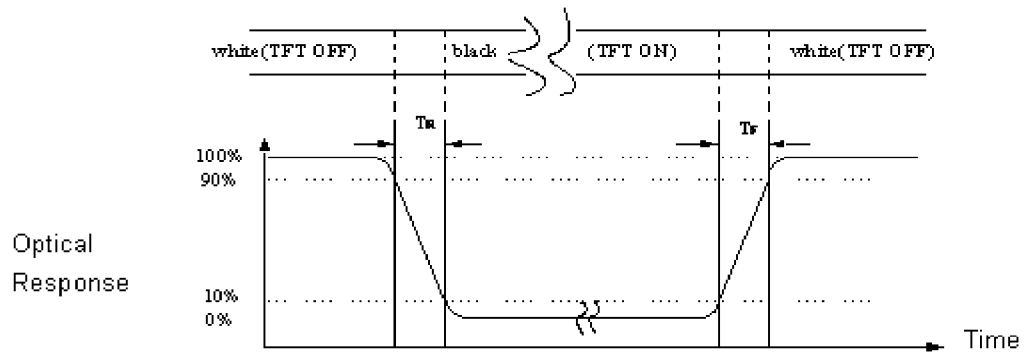 white(TFT OFF) black (TFT ON) white(TFT OFF)
TR TF
100%
90%
Optical
Response
10%
0%
Time